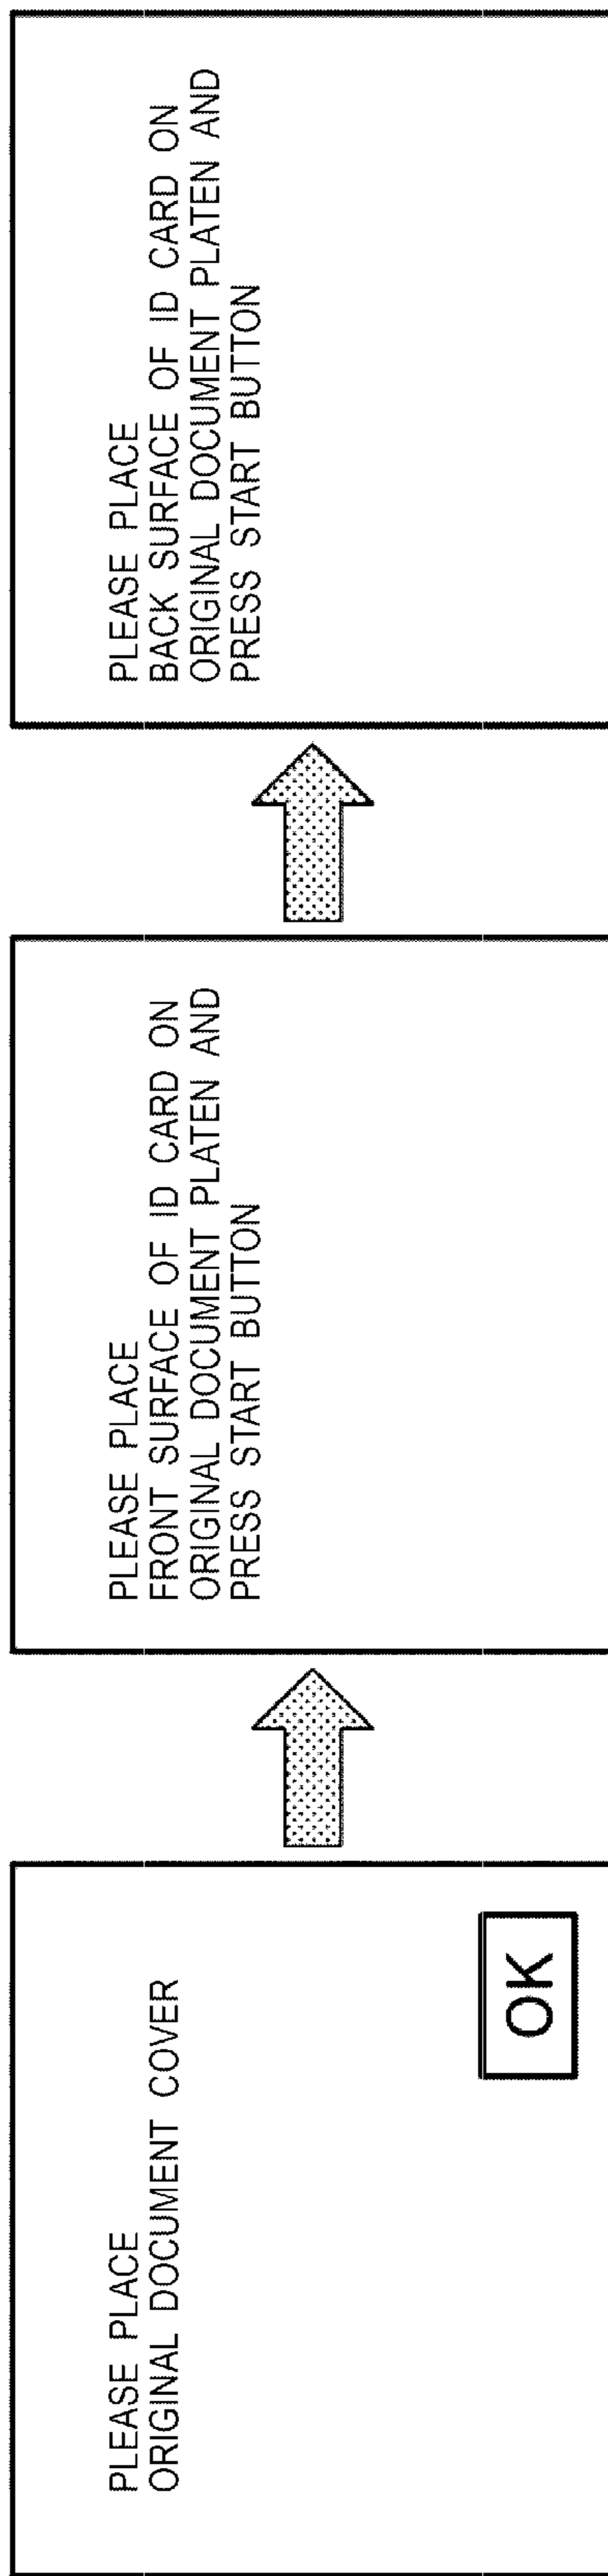 PLEASE PLACE
ORIGINAL DOCUMENT COVER
OK
PLEASE PLACE
FRONT SURFACE OF ID CARD ON
ORIGINAL DOCUMENT PLATEN AND
PRESS START BUTTON
PLEASE PLACE
BACK SURFACE OF ID CARD ON
ORIGINAL DOCUMENT PLATEN AND
PRESS START BUTTON